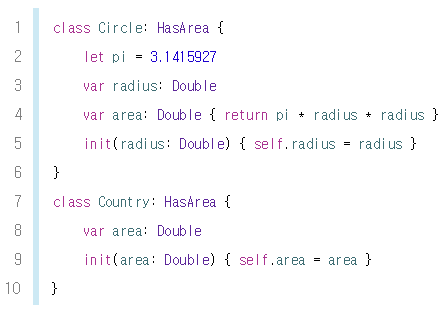 1 class Circle: HasArea {
2 let pi = 3.1415927
3 var radius: Double
4 var area: Double { return pi * radius * radius }
5 init(radius: Double) { self.radius = radius }
6 }
7 class Country: HasArea {
8 var area: Double
9 init(area: Double) { self.area = area }
10 }